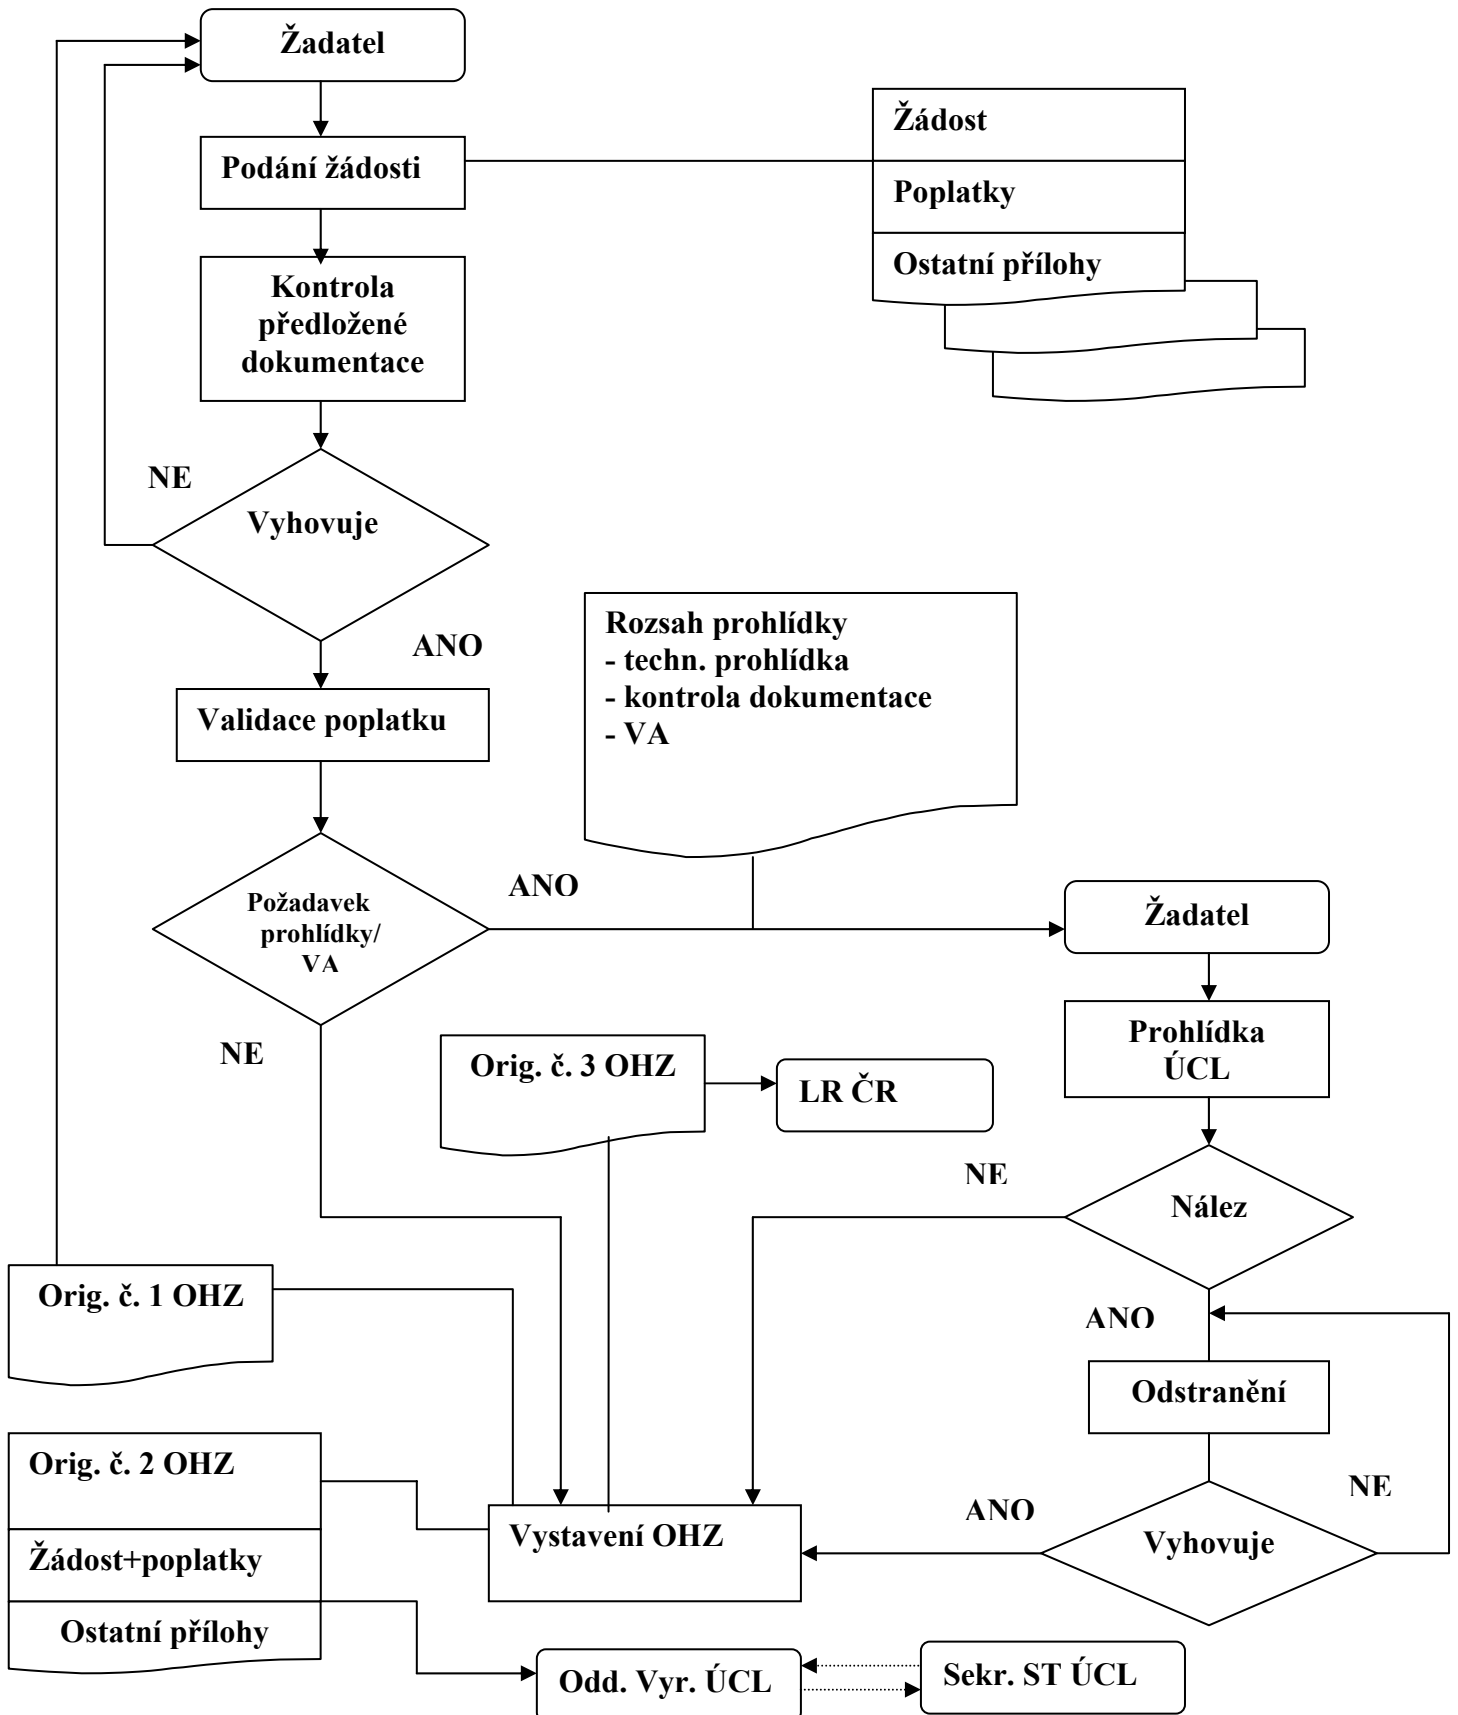 Žadatel
Podání žádosti
Žádost
Poplatky
Ostatní přílohy
Kontrola
předložené
dokumentace
NE
Vyhovuje
ANO
Validace poplatku
Rozsah prohlídky
- techn. prohlídka
- kontrola dokumentace
- VA
Požadavek
prohlídky/
VA
ANO
Žadatel
NE
Prohlídka
ÚCL
Orig. č. 3 OHZ
LR ČR
NE
Nález
Orig. č. 1 OHZ
ANO
Odstranění
Orig. č. 2 OHZ
Žádost+poplatky
Ostatní přílohy
Vystavení OHZ
ANO
Vyhovuje
NE
Odd. Vyr. ÚCL
Sekr. ST ÚCL